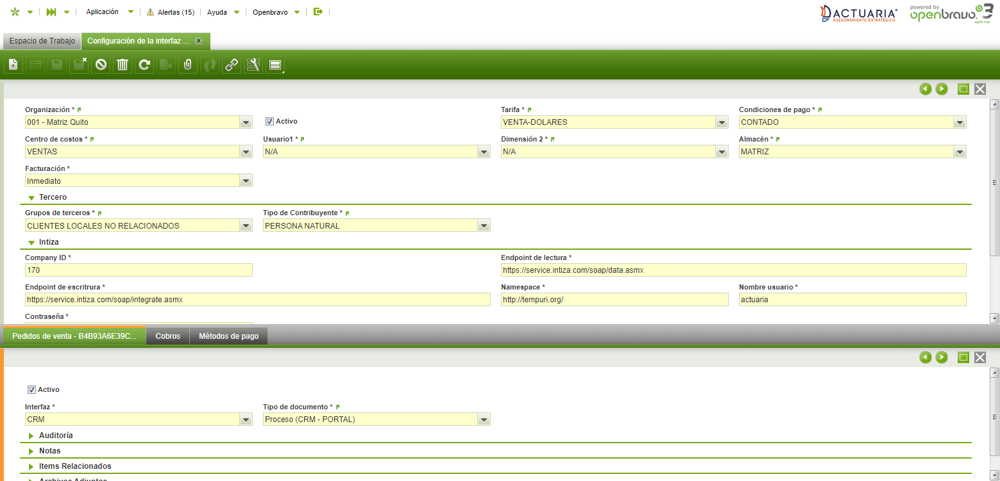 Aplicación Alertas (15) Ayuda Openbravo
ACTUARIA
ASESORAMIENTO ESTRATÉGICO
powered by
openbravo 3
agile erp
Espacio de Trabajo Configuración de la interfaz ...
Organización * Tarifa * Condiciones de pago *
001 - Matriz Quito Activo VENTA-DOLARES CONTADO
Centro de costos * Usuario1 * Dimensión 2 * Almacén *
VENTAS N/A N/A MATRIZ
Facturación *
Inmediato
Tercero
Grupos de terceros * Tipo de Contribuyente *
CLIENTES LOCALES NO RELACIONADOS PERSONA NATURAL
Intiza
Company ID * Endpoint de lectura *
170 https://service.intiza.com/soap/data.asmx
Endpoint de escritrura * Namespace * Nombre usuario *
https://service.intiza.com/soap/integrate.asmx http://tempuri.org/ actuaria
Contraseña *
Pedidos de venta - B4B93A6E39C... Cobros Métodos de pago
Activo
Interfaz * Tipo de documento *
CRM Proceso (CRM - PORTAL)
Auditoría
Notas
Items Relacionados
Archivos Adjuntos